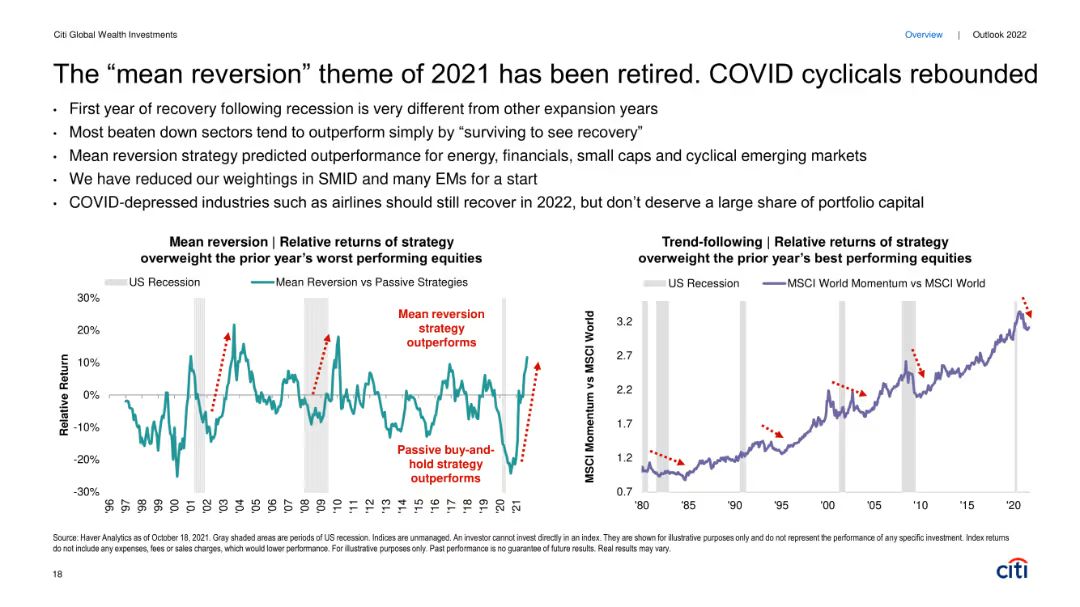 Citi Global Wealth Investments
Overview | Outlook 2022
The “mean reversion” theme of 2021 has been retired. COVID cyclicals rebounded
• First year of recovery following recession is very different from other expansion years
• Most beaten down sectors tend to outperform simply by “surviving to see recovery”
• Mean reversion strategy predicted outperformance for energy, financials, small caps and cyclical emerging markets
• We have reduced our weightings in SMID and many EMs for a start
• COVID-depressed industries such as airlines should still recover in 2022, but don’t deserve a large share of portfolio capital
Mean reversion | Relative returns of strategy
overweight the prior year’s worst performing equities
US Recession
Mean Reversion vs Passive Strategies
30%
20%
10%
0%
-10%
-20%
-30%
Relative Return
Mean reversion
strategy
outperforms
Passive buy-and-
hold strategy
outperforms
'96 '97 '98 '99 '00 '01 '02 '03 '04 '05 '06 '07 '08 '09 '10 '11 '12 '13 '14 '15 '16 '17 '18 '19 '20 '21
Trend-following | Relative returns of strategy
overweight the prior year’s best performing equities
US Recession
MSCI World Momentum vs MSCI World
3.2
2.7
2.2
1.7
1.2
0.7
MSCI Momentum vs MSCI World
'80 '85 '90 '95 '00 '05 '10 '15 '20
Source: Haver Analytics as of October 18, 2021. Gray shaded areas are periods of US recession. Indices are unmanaged. An investor cannot invest directly in an index. They are shown for illustrative purposes only and do not represent the performance of any specific investment. Index returns
do not include any expenses, fees or sales charges, which would lower performance. For illustrative purposes only. Past performance is no guarantee of future results. Real results may vary.
18
citi